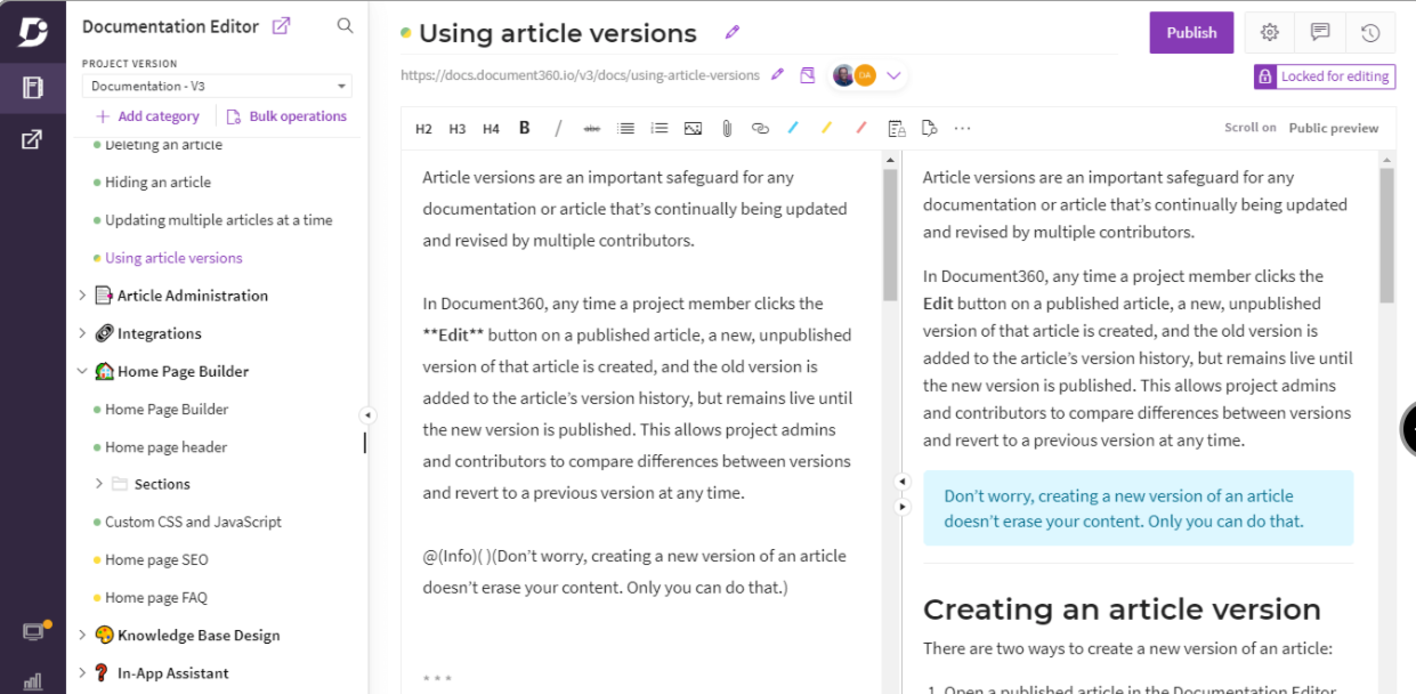 Documentation Editor
PROJECT VERSION
Documentation - V3
Add category
Bulk operations
Deleting an article
Hiding an article
Updating multiple articles at a time
Using article versions
Article Administration
Integrations
Home Page Builder
Home Page Builder
Home page header
Sections
Custom CSS and JavaScript
Home page SEO
Home page FAQ
Knowledge Base Design
In-App Assistant
Using article versions
Publish
https://docs.document360.io/v3/docs/using-article-versions
DA
Locked for editing
H2 H3 H4 B / abc
Scroll on Public preview
Article versions are an important safeguard for any
documentation or article that’s continually being updated
and revised by multiple contributors.
In Document360, any time a project member clicks the
**Edit** button on a published article, a new, unpublished
version of that article is created, and the old version is
added to the article’s version history, but remains live until
the new version is published. This allows project admins
and contributors to compare differences between versions
and revert to a previous version at any time.
@(Info)( )(Don’t worry, creating a new version of an article
doesn’t erase your content. Only you can do that.)
* * *
Article versions are an important safeguard for any
documentation or article that’s continually being updated
and revised by multiple contributors.
In Document360, any time a project member clicks the
Edit button on a published article, a new, unpublished
version of that article is created, and the old version is
added to the article’s version history, but remains live until
the new version is published. This allows project admins
and contributors to compare differences between versions
and revert to a previous version at any time.
Don’t worry, creating a new version of an article
doesn’t erase your content. Only you can do that.
Creating an article version
There are two ways to create a new version of an article:
1. Open a published article in the Documentation Editor